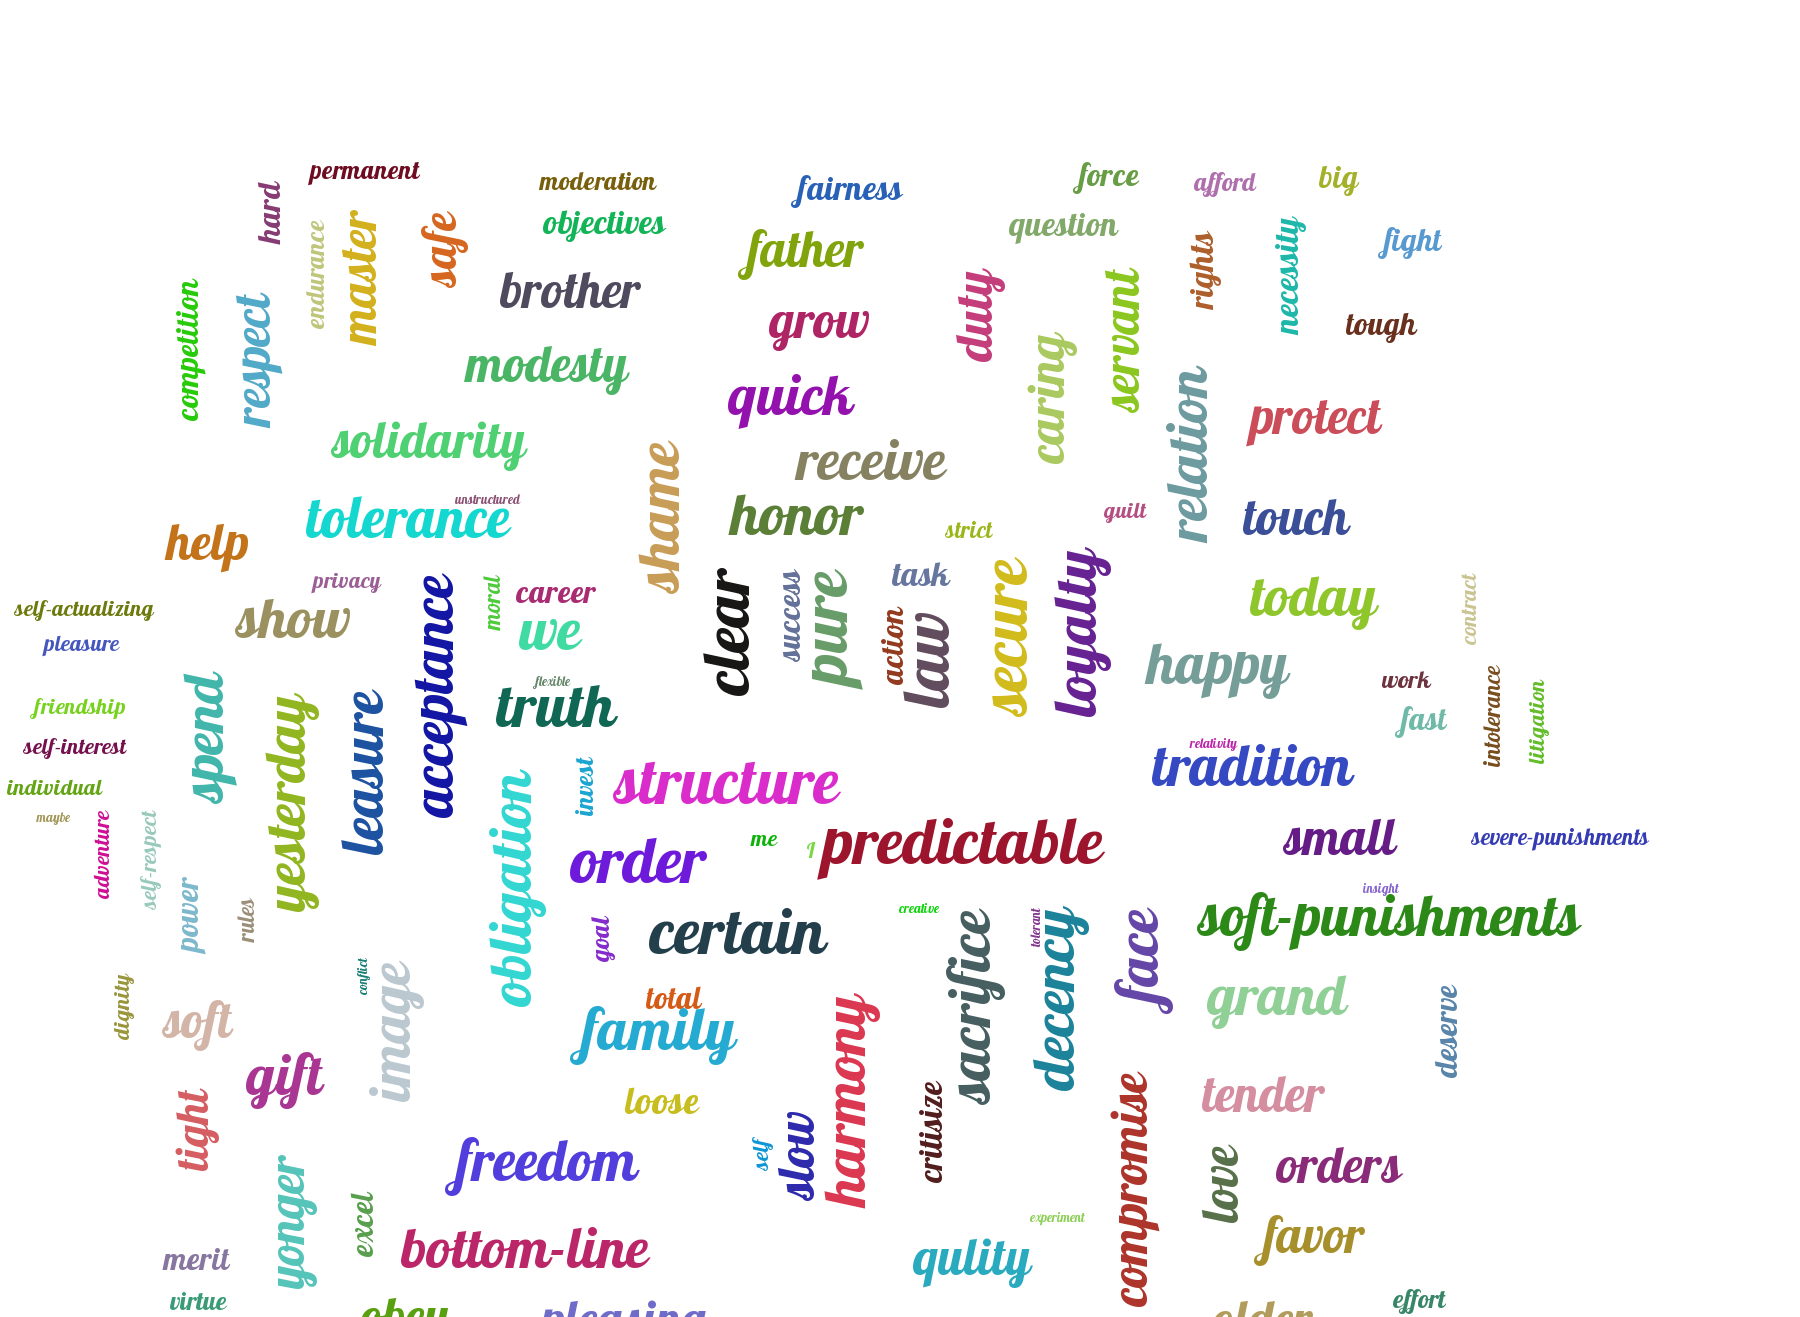 permanent
moderation
fairness
force
afford
big
hard
endurance
master
safe
objectives
father
question
rights
necessity
fight
competition
respect
brother
grow
duty
caring
servant
tough
modesty
quick
relation
protect
solidarity
shame
receive
unstructured
tolerance
honor
strict
guilt
touch
help
privacy
acceptance
moral
career
clear
success
pure
task
action
law
secure
loyalty
today
contract
self-actualizing
show
we
pleasure
happy
work
intolerance
litigation
friendship
spend
yesterday
leasure
flexible
truth
fast
self-interest
relativity
tradition
individual
obligation
invest
structure
maybe
adventure
self-respect
order
me
I
predictable
small
severe-punishments
power
rules
insight
soft-punishments
goal
certain
creative
sacrifice
tolerant
decency
face
conflict
image
dignity
soft
total
family
harmony
grand
deserve
gift
tight
loose
slow
self
critisize
compromise
tender
freedom
love
orders
yonger
excel
experiment
merit
bottom-line
qulity
favor
virtue
obey
pleasing
older
effort